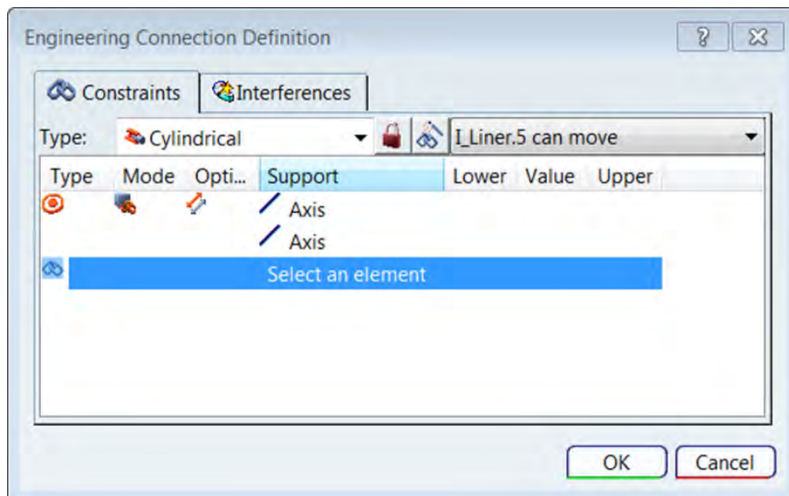 Engineering Connection Definition
Constraints Interferences
Type: Cylindrical I_Liner.5 can move
Type Mode Opti... Support Lower Value Upper
Axis
Axis
Select an element
OK Cancel